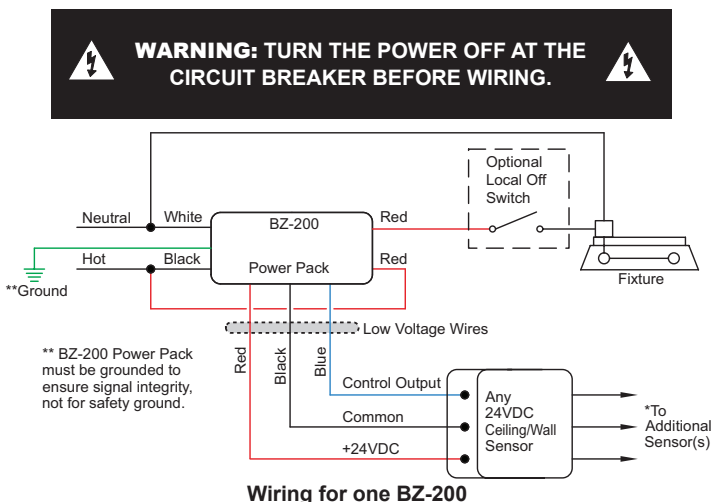 WARNING: TURN THE POWER OFF AT THE
CIRCUIT BREAKER BEFORE WIRING.
Optional
Local Off
Switch
Neutral
White
BZ-200
Red
Hot
Black
Power Pack
Red
Fixture
**Ground
Low Voltage Wires
** BZ-200 Power Pack
must be grounded to
ensure signal integrity,
not for safety ground.
Red
Black
Blue
Control Output
Common
+24VDC
Any
24VDC
Ceiling/Wall
Sensor
*To
Additional
Sensor(s)
Wiring for one BZ-200